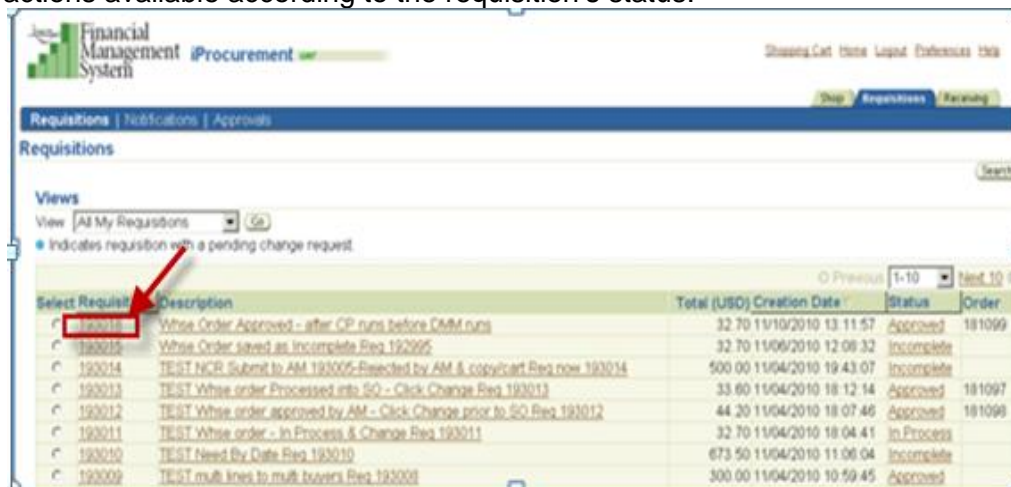 actions available according to the requisition's status.
Financial
Management iProcurement
System
Shopping Cart Home Logout Preferences Help
Shop Requisitions Receiving
Requisitions | Notifications | Approvals
Requisitions
Search
Views
View All My Requisitions Go
Indicates requisition with a pending change request.
Previous 1-10 Next 10
Select Requisit Description Total (USD) Creation Date Status Order
193016 Whse Order Approved - after CP runs before DMM runs 32.70 11/10/2010 13:11:57 Approved 181099
193015 Whse Order saved as Incomplete Req 192995 32.70 11/06/2010 12:08:32 Incomplete
193014 TEST NCR Submit to AM 193005-Rejected by AM & copy/cart Req now 193014 500.00 11/04/2010 19:43:07 Incomplete
193013 TEST Whse order Processed into SO - Click Change Req 193013 33.60 11/04/2010 18:12:14 Approved 181097
193012 TEST Whse order approved by AM - Click Change prior to SO Req 193012 44.20 11/04/2010 18:07:46 Approved 181098
193011 TEST Whse order - In Process & Change Req 193011 32.70 11/04/2010 18:04:41 In Process
193010 TEST Need By Date Req 193010 673.50 11/04/2010 11:06:04 Incomplete
193009 TEST multi lines to multi buyers Req 193008 300.00 11/04/2010 10:59:45 Approved